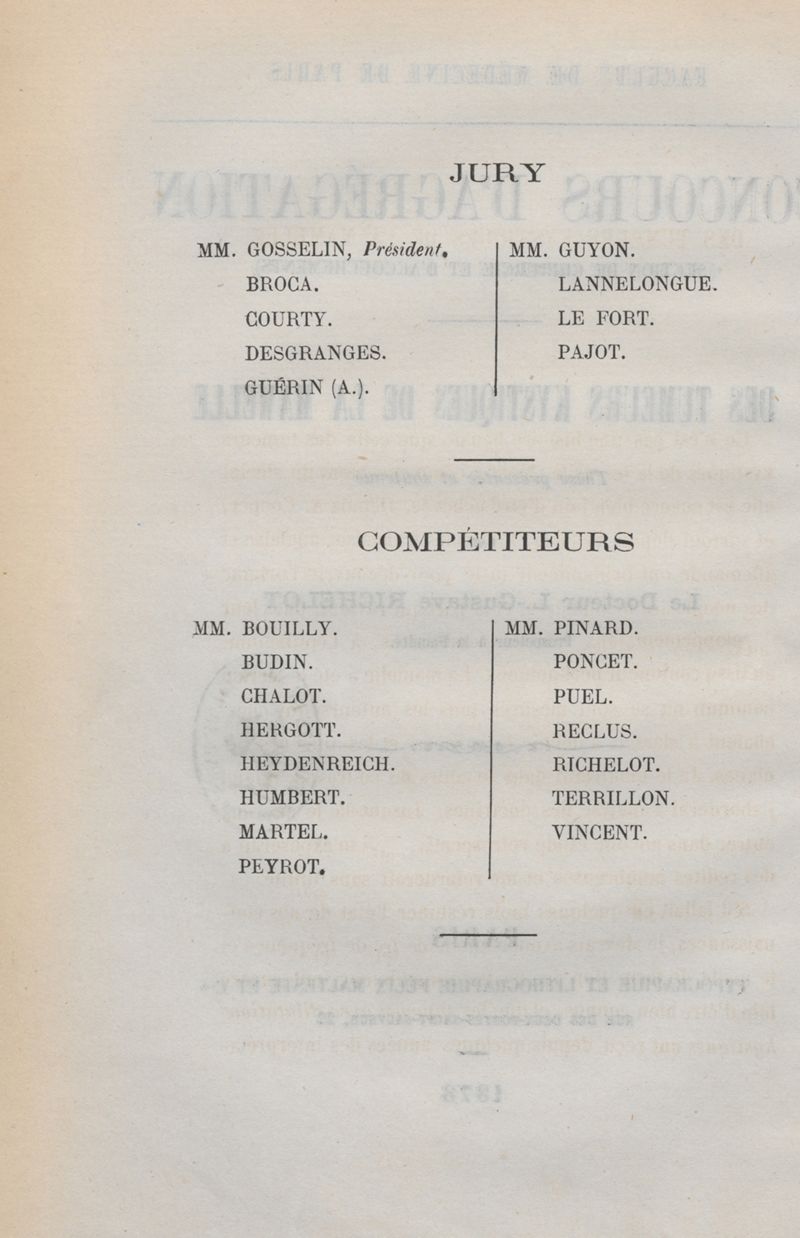 JURY
MM. GOSSELIN, Président.
BROCA.
COURTY.
DESGRANGES.
GUÉRIN (A.).
MM. GUYON.
LANNELONGUE.
LE FORT.
PAJOT.
COMPÉTITEURS
MM. BOUILLY.
BUDIN.
CHALOT.
HERGOTT.
HEYDENREICH.
HUMBERT.
MARTEL.
PEYROT.
MM. PINARD.
PONCET.
PUEL.
RECLUS.
RICHELOT.
TERRILLON.
VINCENT.